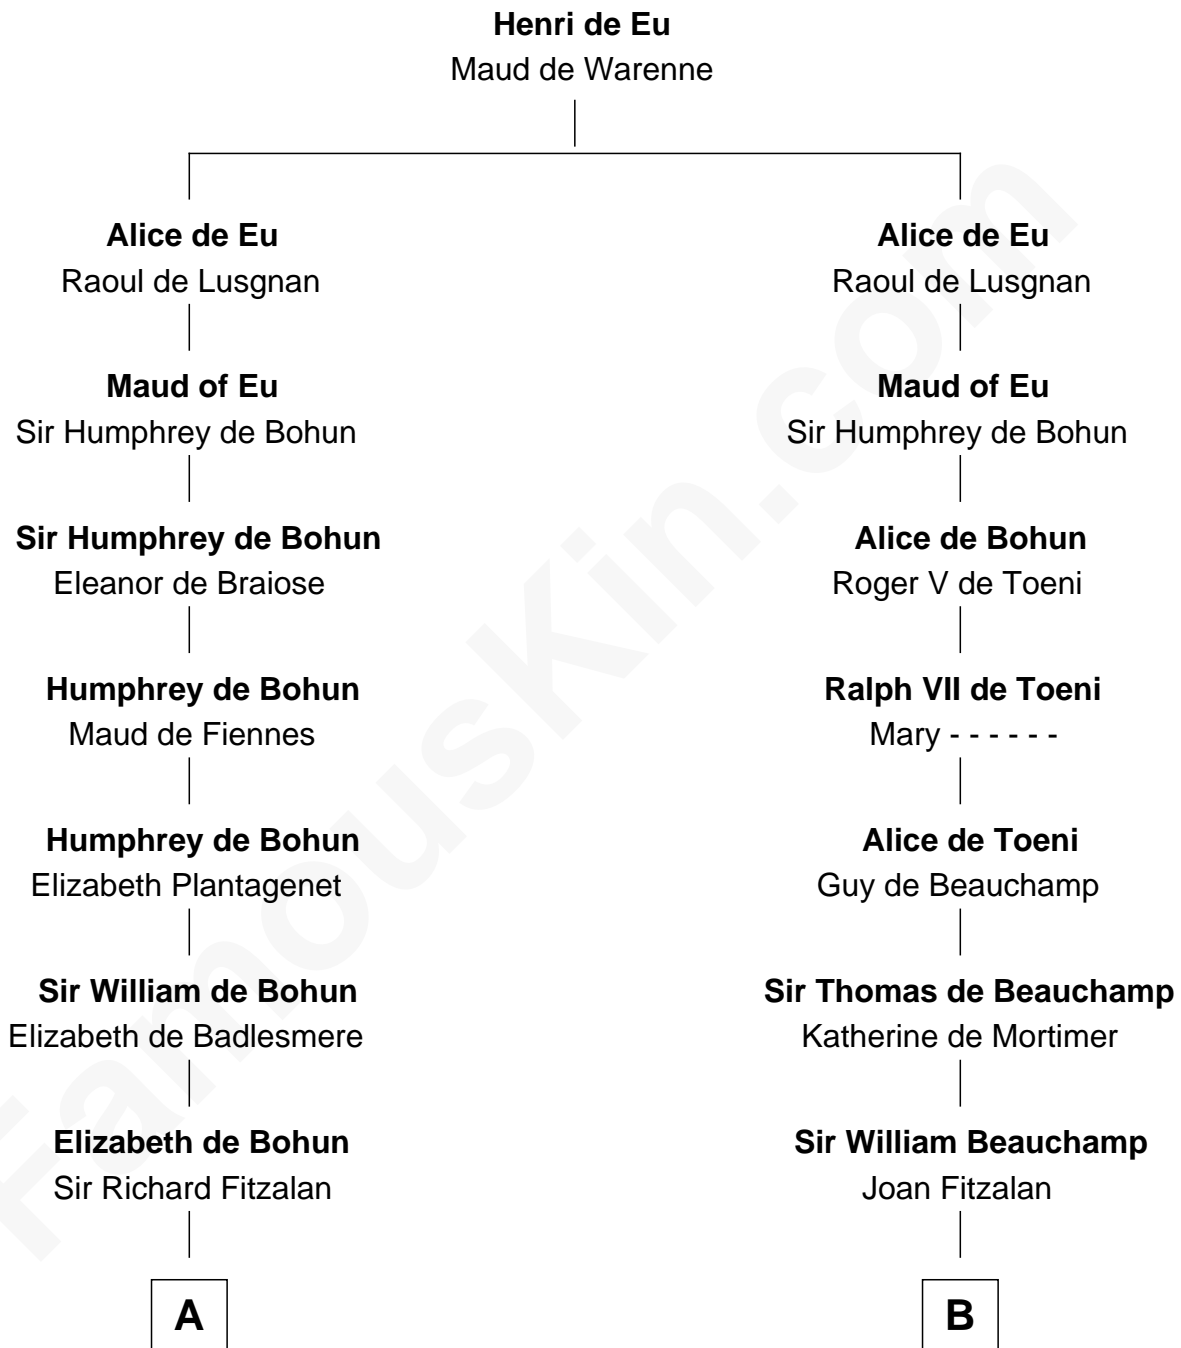 Henri de Eu
Maud de Warenne
Alice de Eu
Raoul de Lusgnan
Alice de Eu
Raoul de Lusgnan
Maud of Eu
Sir Humphrey de Bohun
Maud of Eu
Sir Humphrey de Bohun
Sir Humphrey de Bohun
Eleanor de Braiose
Alice de Bohun
Roger V de Toeni
Humphrey de Bohun
Maud de Fiennes
Ralph VII de Toeni
Mary - - - - - -
Humphrey de Bohun
Elizabeth Plantagenet
Alice de Toeni
Guy de Beauchamp
Sir William de Bohun
Elizabeth de Badlesmere
Sir Thomas de Beauchamp
Katherine de Mortimer
Elizabeth de Bohun
Sir Richard Fitzalan
Sir William Beauchamp
Joan Fitzalan
A
B
FamousKin.com